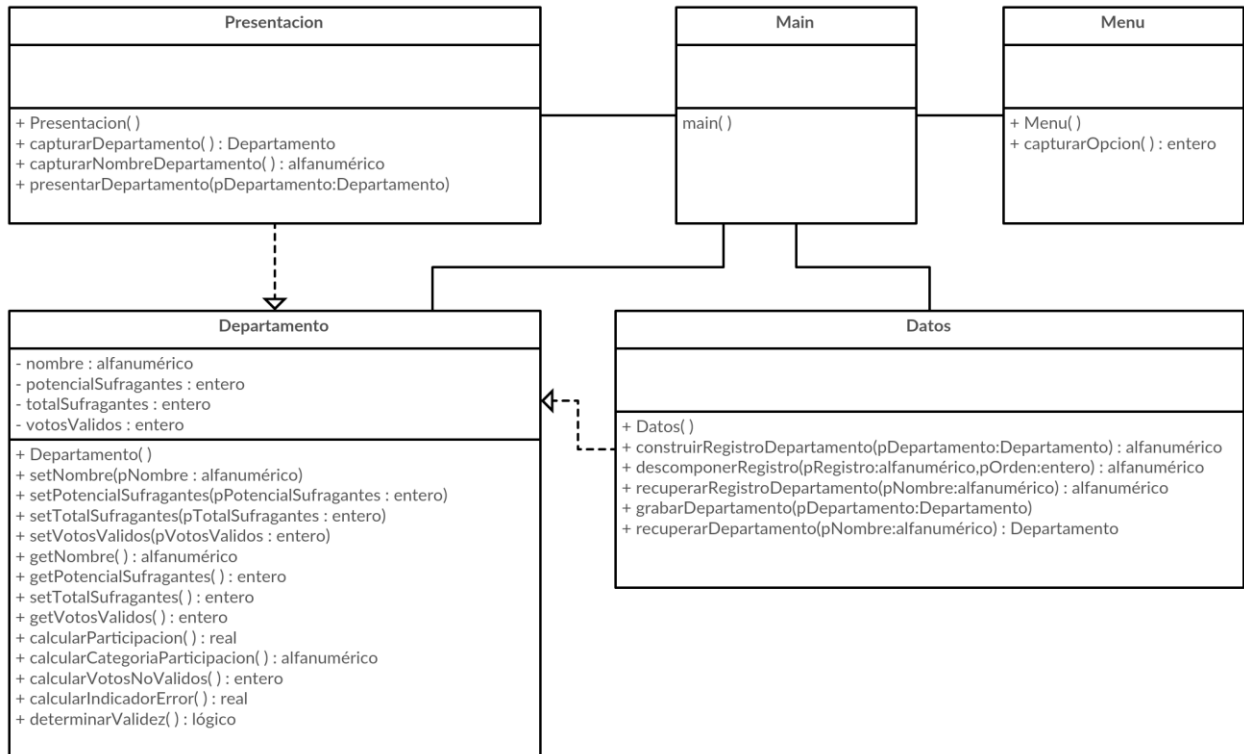 Presentacion
+ Presentacion( )
+ capturarDepartamento( ) : Departamento
+ capturarNombreDepartamento( ) : alfanumérico
+ presentarDepartamento(pDepartamento:Departamento)
Main
main( )
Menu
+ Menu( )
+ capturarOpcion( ) : entero
Departamento
- nombre : alfanumérico
- potencialSufragantes : entero
- totalSufragantes : entero
- votosValidos : entero
+ Departamento( )
+ setNombre(pNombre : alfanumérico)
+ setPotencialSufragantes(pPotencialSufragantes : entero)
+ setTotalSufragantes(pTotalSufragantes : entero)
+ setVotosValidos(pVotosValidos : entero)
+ getNombre( ) : alfanumérico
+ getPotencialSufragantes( ) : entero
+ setTotalSufragantes( ) : entero
+ getVotosValidos( ) : entero
+ calcularParticipacion( ) : real
+ calcularCategoriaParticipacion( ) : alfanumérico
+ calcularVotosNoValidos( ) : entero
+ calcularIndicadorError( ) : real
+ determinarValidez( ) : lógico
Datos
+ Datos( )
+ construirRegistroDepartamento(pDepartamento:Departamento) : alfanumérico
+ descomponerRegistro(pRegistro:alfanumérico,pOrden:entero) : alfanumérico
+ recuperarRegistroDepartamento(pNombre:alfanumérico) : alfanumérico
+ grabarDepartamento(pDepartamento:Departamento)
+ recuperarDepartamento(pNombre:alfanumérico) : Departamento